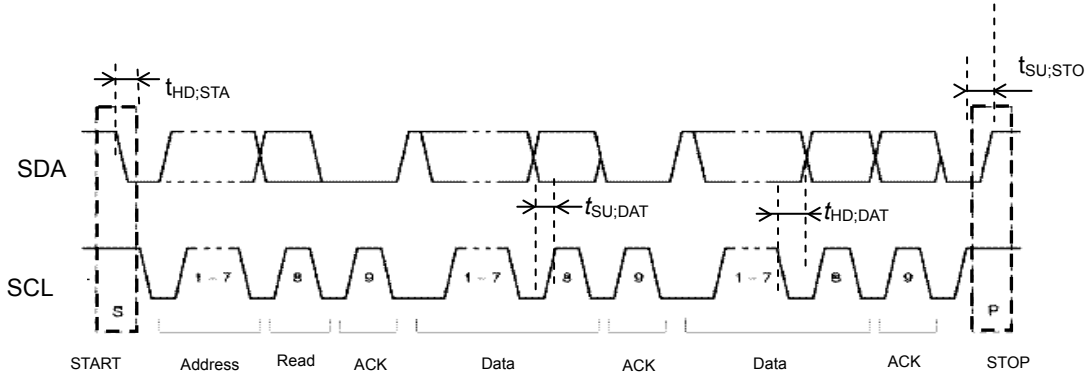 tHD;STA
tSU;STO
SDA
tSU;DAT
tHD;DAT
SCL
1 – 7 8 9 1 – 7 8 9 1 – 7 8 9
S P
START Address Read ACK Data ACK Data ACK STOP